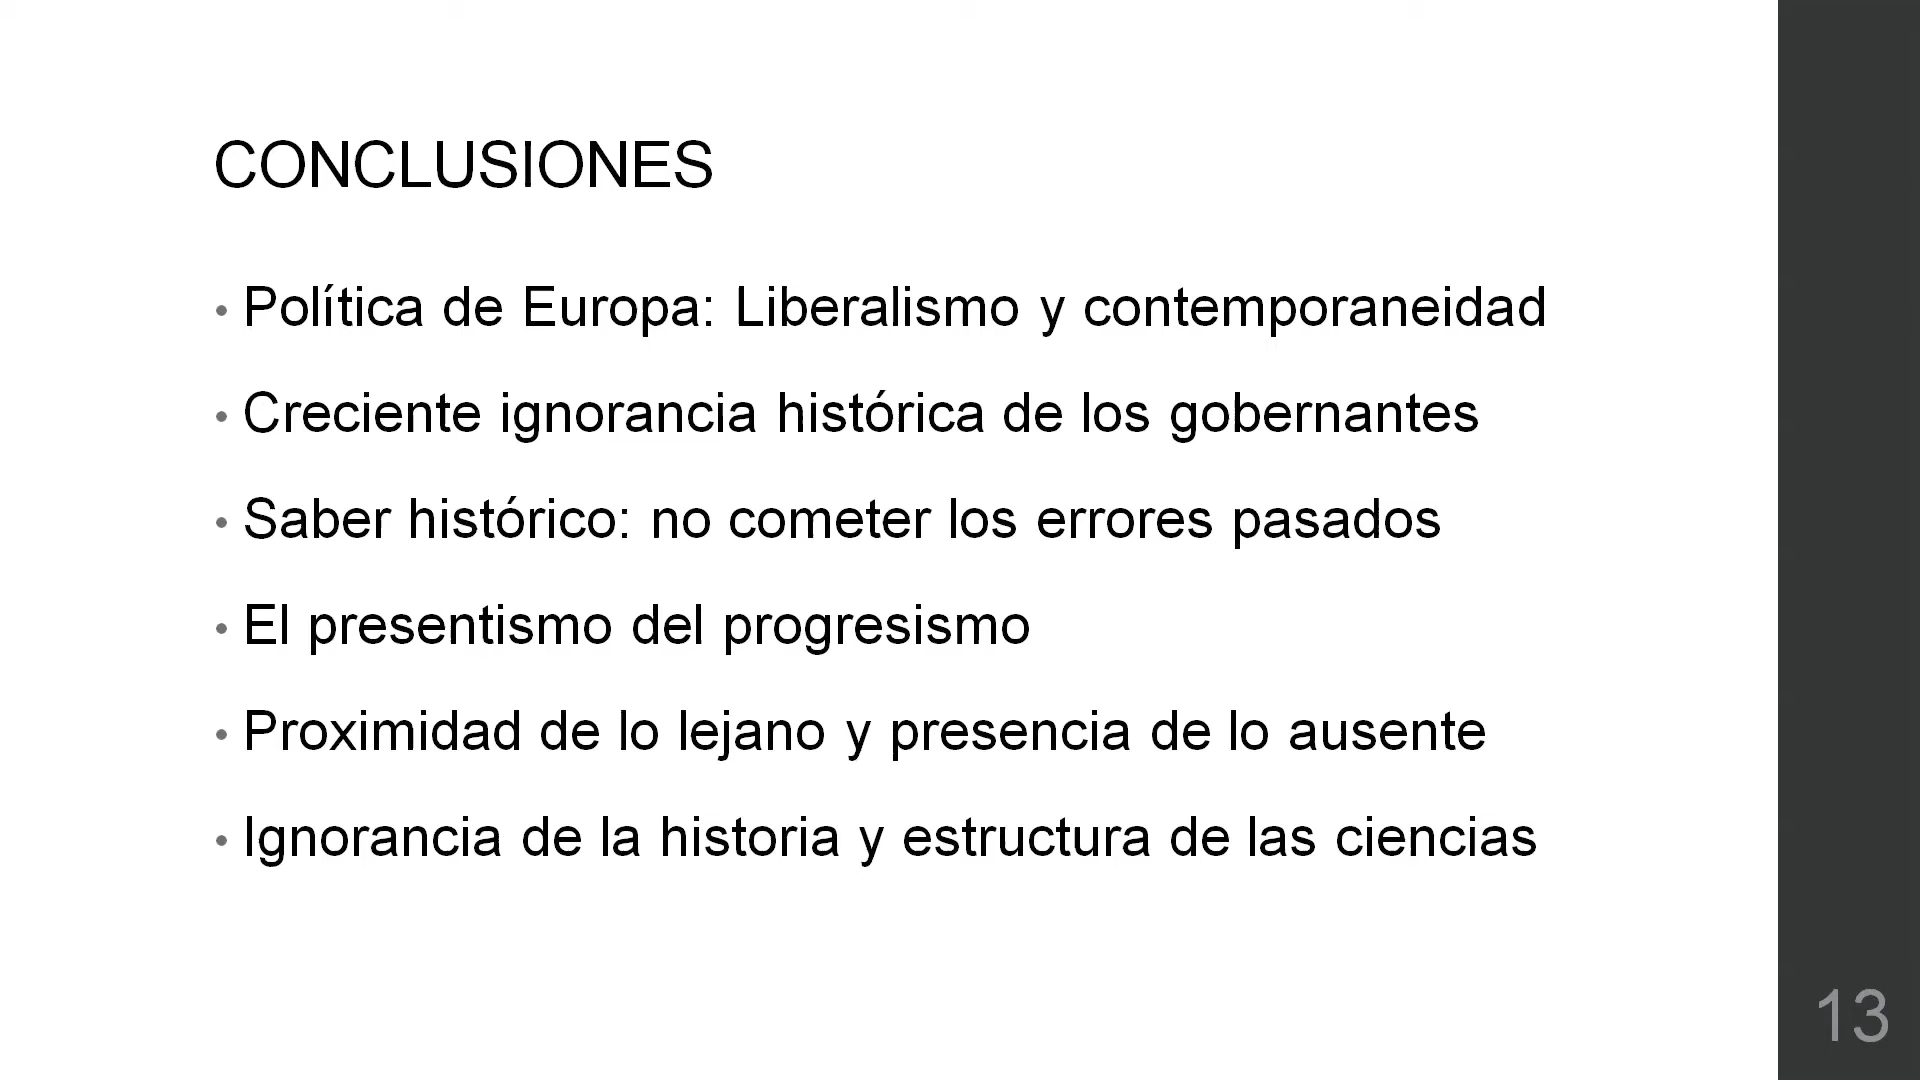 CONCLUSIONES
• Política de Europa: Liberalismo y contemporaneidad
• Creciente ignorancia histórica de los gobernantes
• Saber histórico: no cometer los errores pasados
• El presentismo del progresismo
• Proximidad de lo lejano y presencia de lo ausente
• Ignorancia de la historia y estructura de las ciencias
13